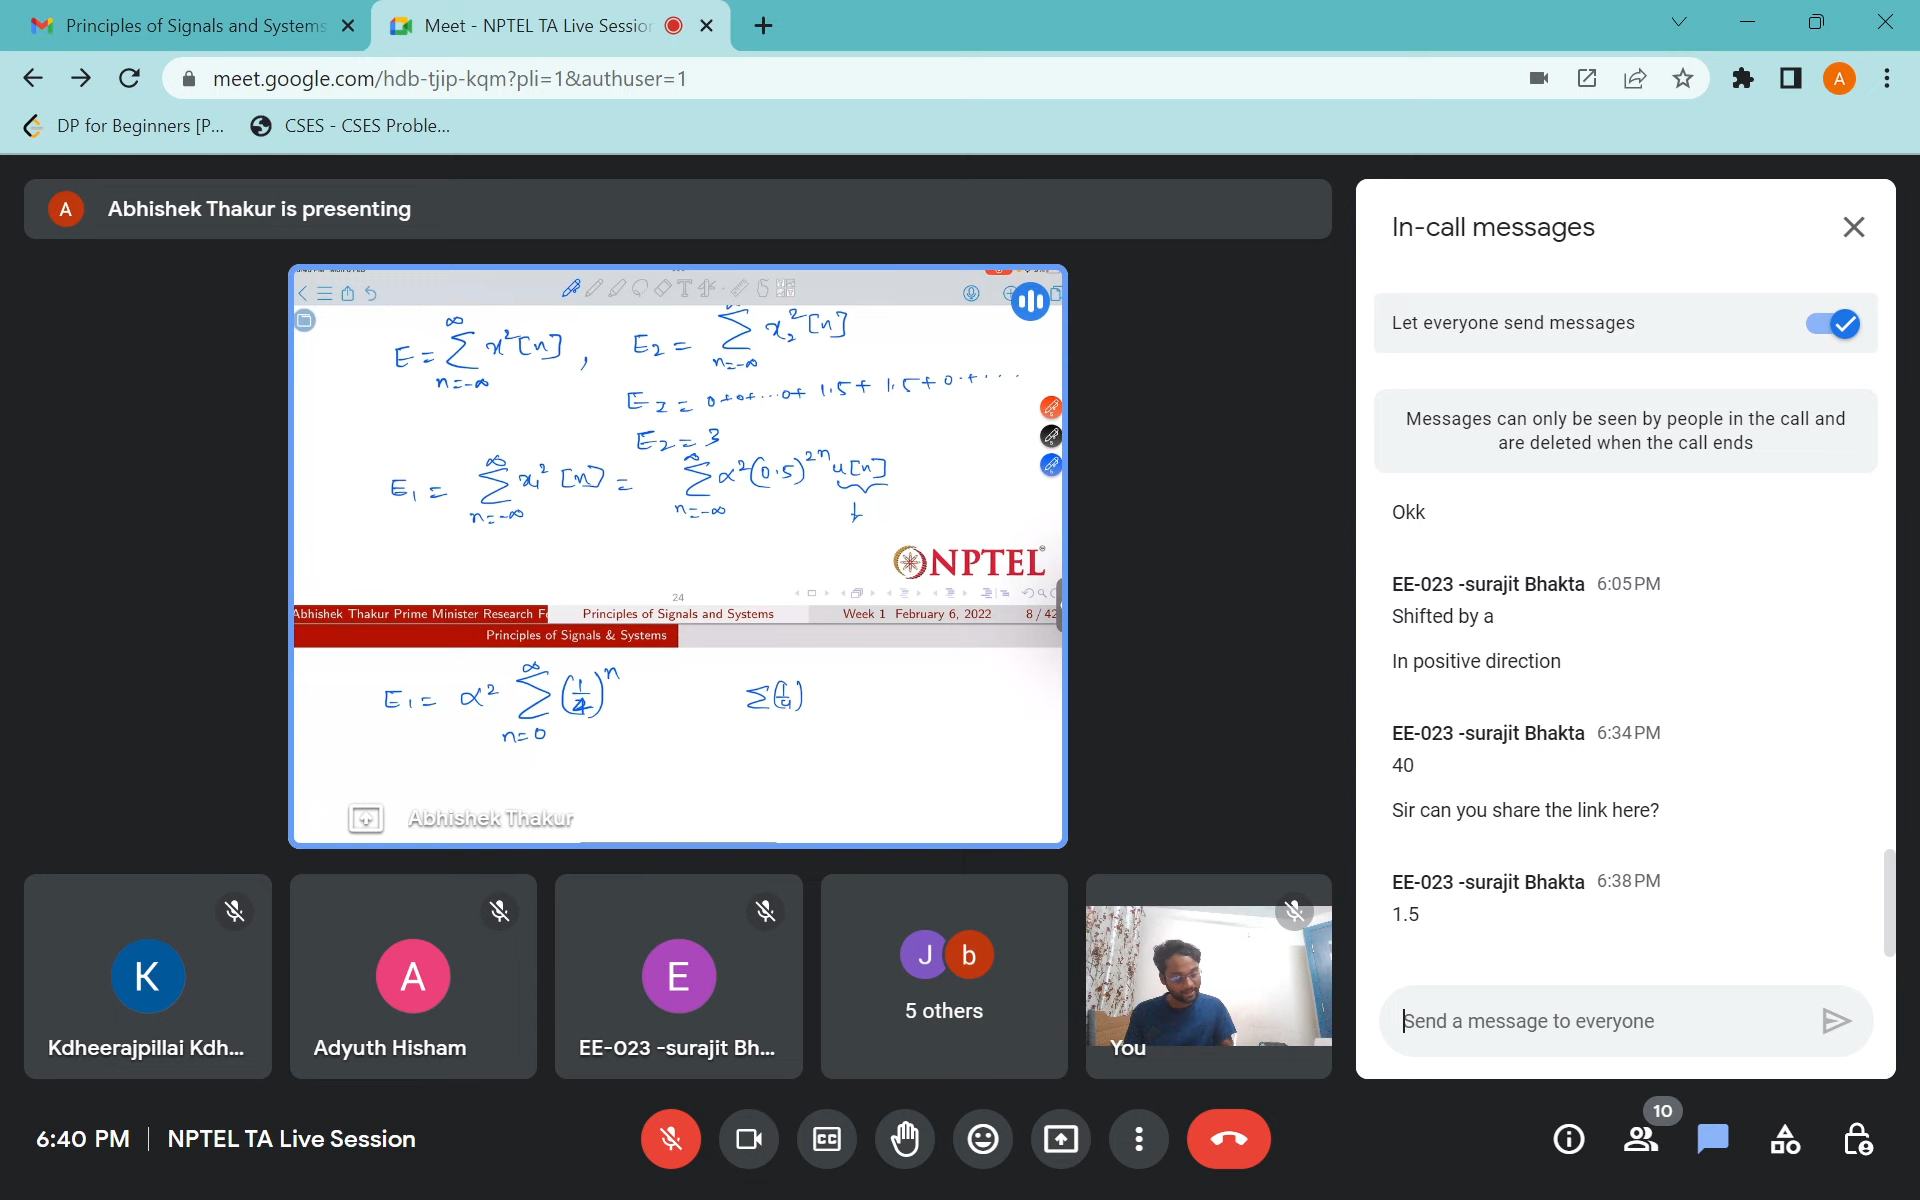 Principles of Signals and Systems
Meet - NPTEL TA Live Session
meet.google.com/hdb-tjip-kqm?pli=1&authuser=1
A
DP for Beginners [P...
CSES - CSES Proble...
A
Abhishek Thakur is presenting
E = ∑ n=-∞ ∞ x²[n] , E₂ = ∑ n=-∞ x₂²[n]
E₂ = 0+0+...0+ 1.5+ 1.5+0+....
E₂ = 3
E₁ = ∑ n=-∞ ∞ x₁²[n] = ∑ n=-∞ ∞ α²(0.5)²ⁿ u[n]
NPTEL
24
Abhishek Thakur Prime Minister Research Fe
Principles of Signals and Systems
Week 1 February 6, 2022 8 / 42
Principles of Signals & Systems
E₁ = α² ∑ n=0 ∞ (1/4)ⁿ ∑(1/4)
Abhishek Thakur
K
Kdheerajpillai Kdh...
A
Adyuth Hisham
E
EE-023 -surajit Bh...
J b
5 others
You
In-call messages
Let everyone send messages
Messages can only be seen by people in the call and
are deleted when the call ends
Okk
EE-023 -surajit Bhakta 6:05 PM
Shifted by a
In positive direction
EE-023 -surajit Bhakta 6:34 PM
40
Sir can you share the link here?
EE-023 -surajit Bhakta 6:38 PM
1.5
Send a message to everyone
6:40 PM | NPTEL TA Live Session
CC
10